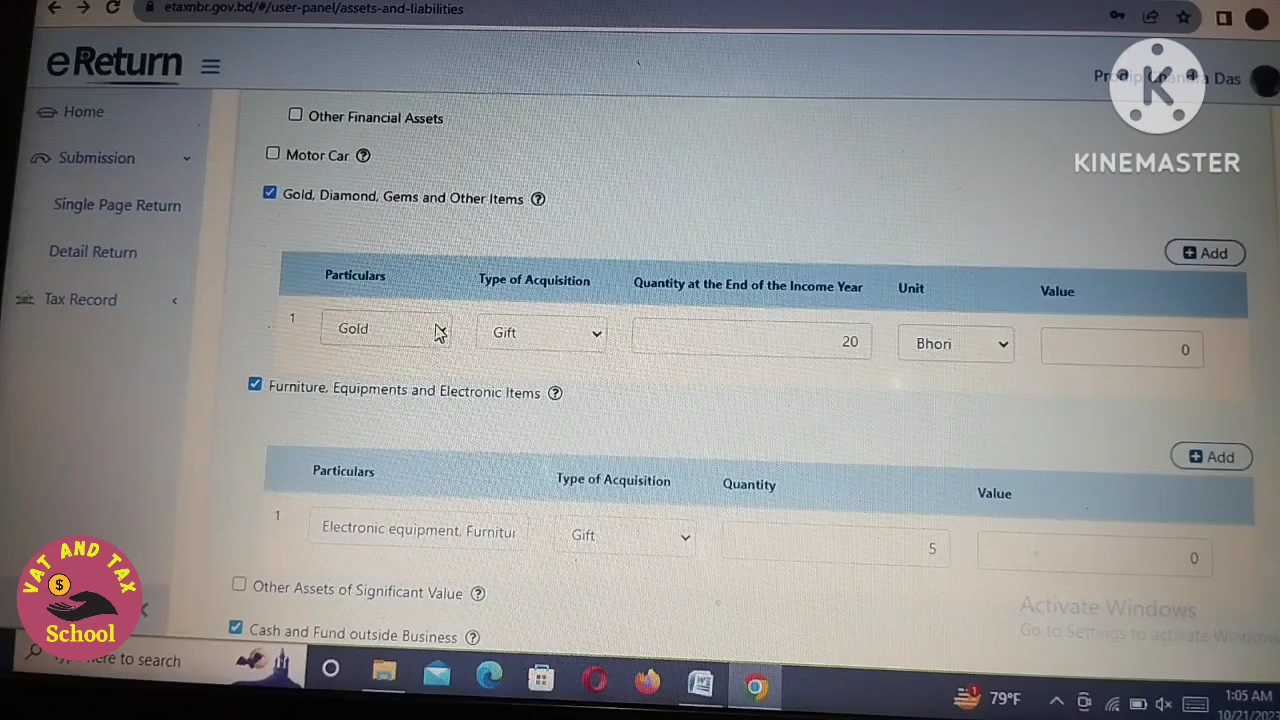 etaxnbr.gov.bd/#/user-panel/assets-and-liabilities
eReturn
Das
KINEMASTER
Home
Submission
Single Page Return
Detail Return
Tax Record
Other Financial Assets
Motor Car ?
Gold, Diamond, Gems and Other Items ?
Add
Particulars Type of Acquisition Quantity at the End of the Income Year Unit Value
1 Gold Gift 20 Bhori 0
Furniture, Equipments and Electronic Items ?
Add
Particulars Type of Acquisition Quantity Value
1 Electronic equipment, Gift 5 0
Other Assets of Significant Value ?
Cash and Fund outside Business ?
Activate Windows
Go to Settings to activate
VAT AND TAX
$
School
here to search
79°F
1:05 AM